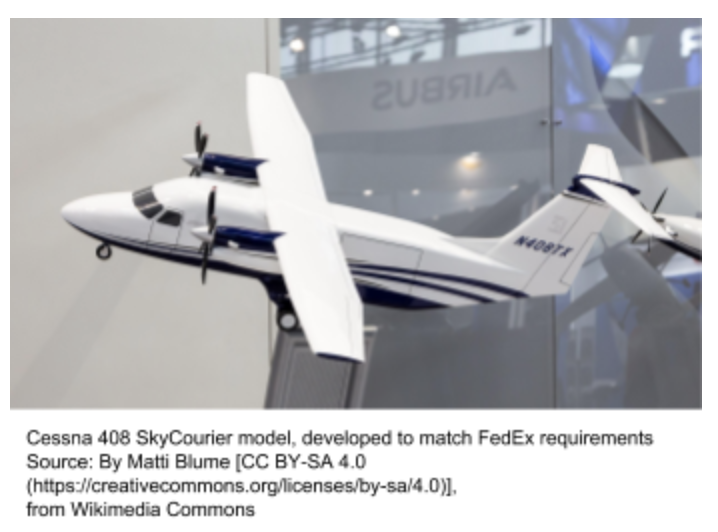 AIRBUS
N408TX
Cessna 408 SkyCourier model, developed to match FedEx requirements
Source: By Matti Blume [CC BY-SA 4.0
(https://creativecommons.org/licenses/by-sa/4.0)],
from Wikimedia Commons